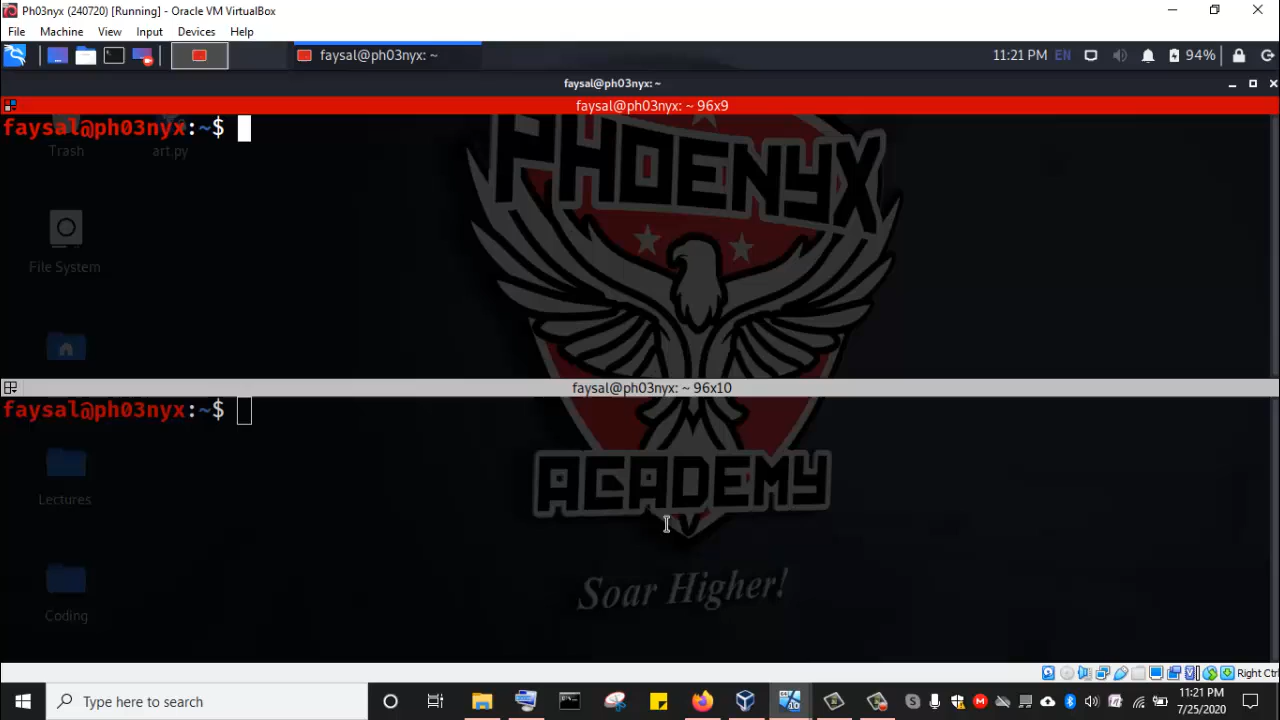 Ph03nyx (240720) [Running] - Oracle VM VirtualBox
File Machine View Input Devices Help
faysal@ph03nyx: ~
11:21 PM EN 94%
faysal@ph03nyx: ~
faysal@ph03nyx: ~ 96x9
faysal@ph03nyx:~$
Trash
art.py
PHOENYX
File System
faysal@ph03nyx: ~ 96x10
faysal@ph03nyx:~$
ACADEMY
Lectures
Soar Higher!
Coding
Right Ctrl
Type here to search
11:21 PM
7/25/2020